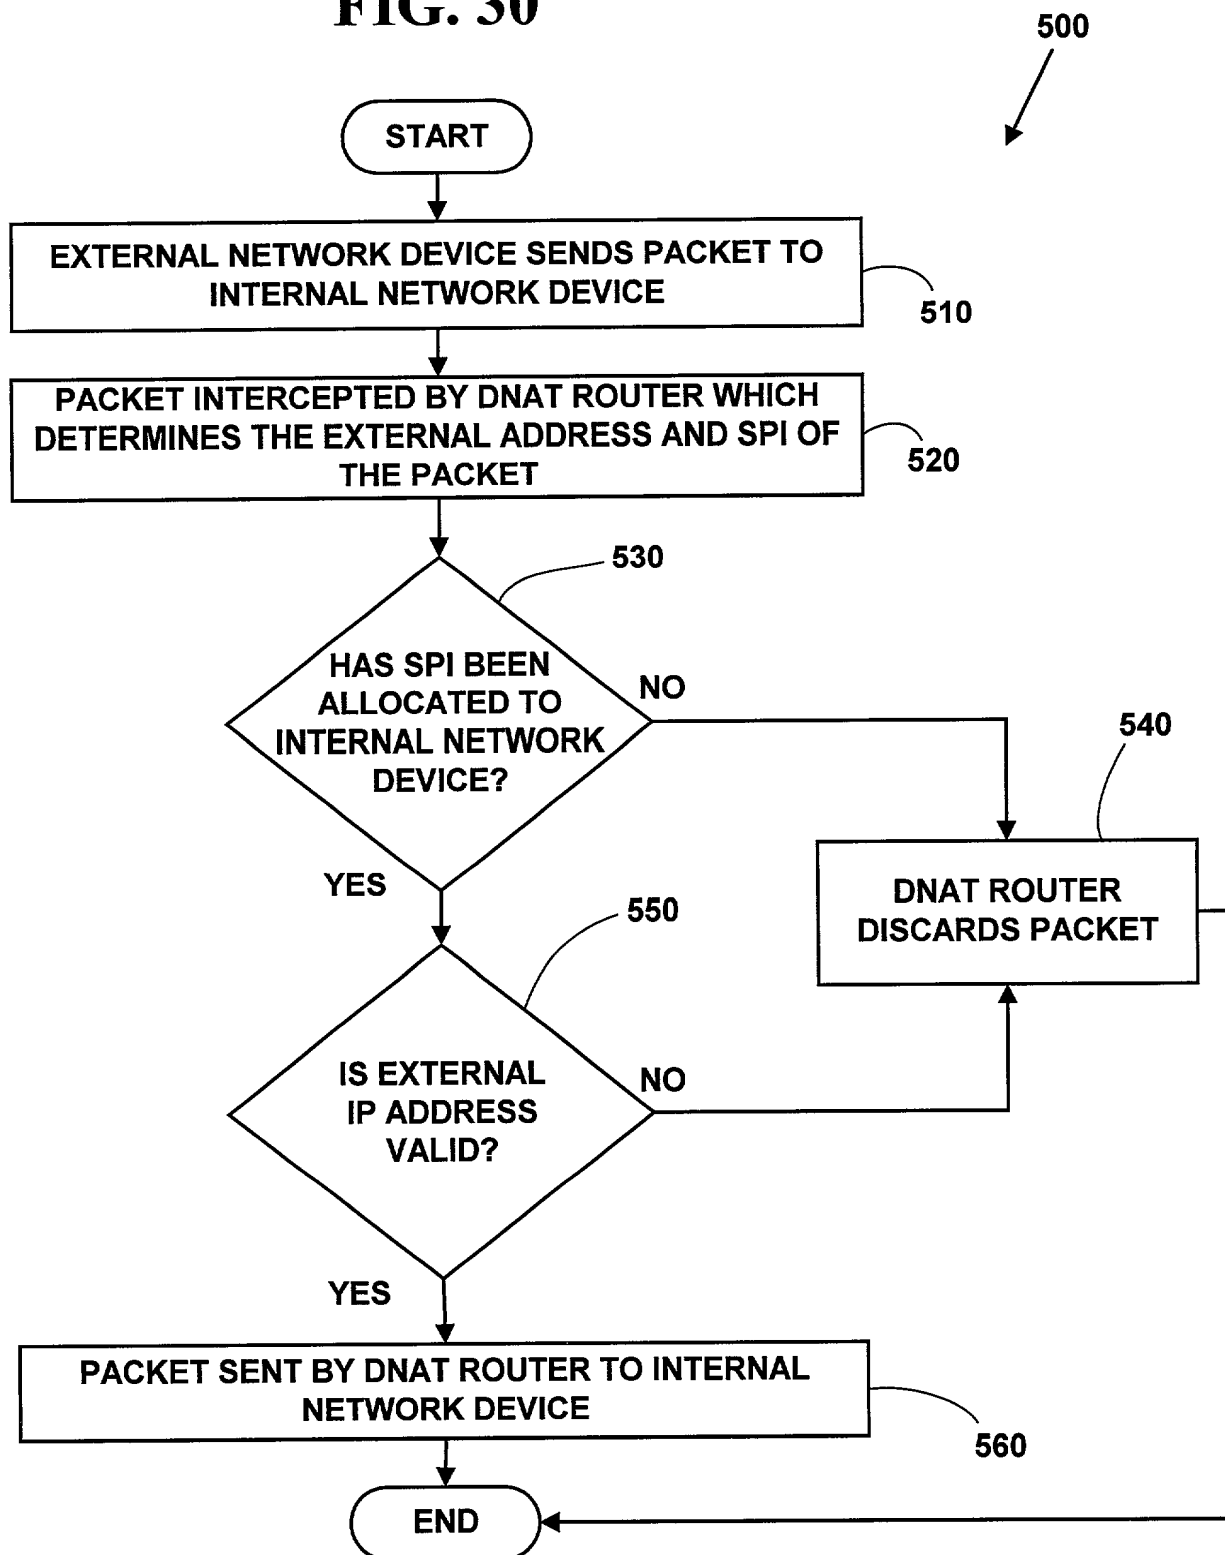 FIG. 30
500
START
EXTERNAL NETWORK DEVICE SENDS PACKET TO
INTERNAL NETWORK DEVICE
510
PACKET INTERCEPTED BY DNAT ROUTER WHICH
DETERMINES THE EXTERNAL ADDRESS AND SPI OF
THE PACKET
520
530
HAS SPI BEEN
ALLOCATED TO
INTERNAL NETWORK
DEVICE?
NO
540
YES
DNAT ROUTER
DISCARDS PACKET
550
IS EXTERNAL
IP ADDRESS
VALID?
NO
YES
PACKET SENT BY DNAT ROUTER TO INTERNAL
NETWORK DEVICE
560
END